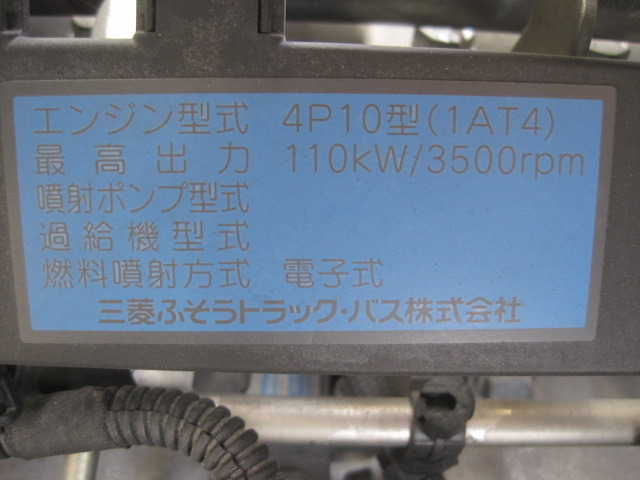 エンジン型式 4P10型(1AT4)
最高出力 110kW/3500rpm
噴射ポンプ型式
過給機型式
燃料噴射方式 電子式
三菱ふそうトラック・バス株式会社